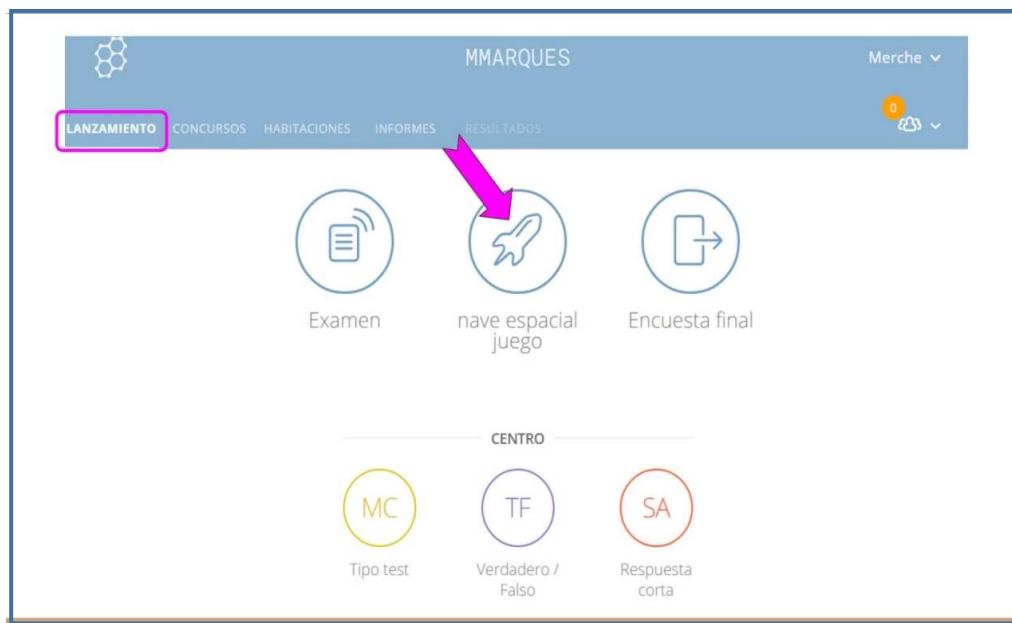 MMARQUES
Merche
0
LANZAMIENTO CONCURSOS HABITACIONES INFORMES RESULTADOS
Examen
nave espacial
juego
Encuesta final
CENTRO
MC
TF
SA
Tipo test
Verdadero /
Falso
Respuesta
corta